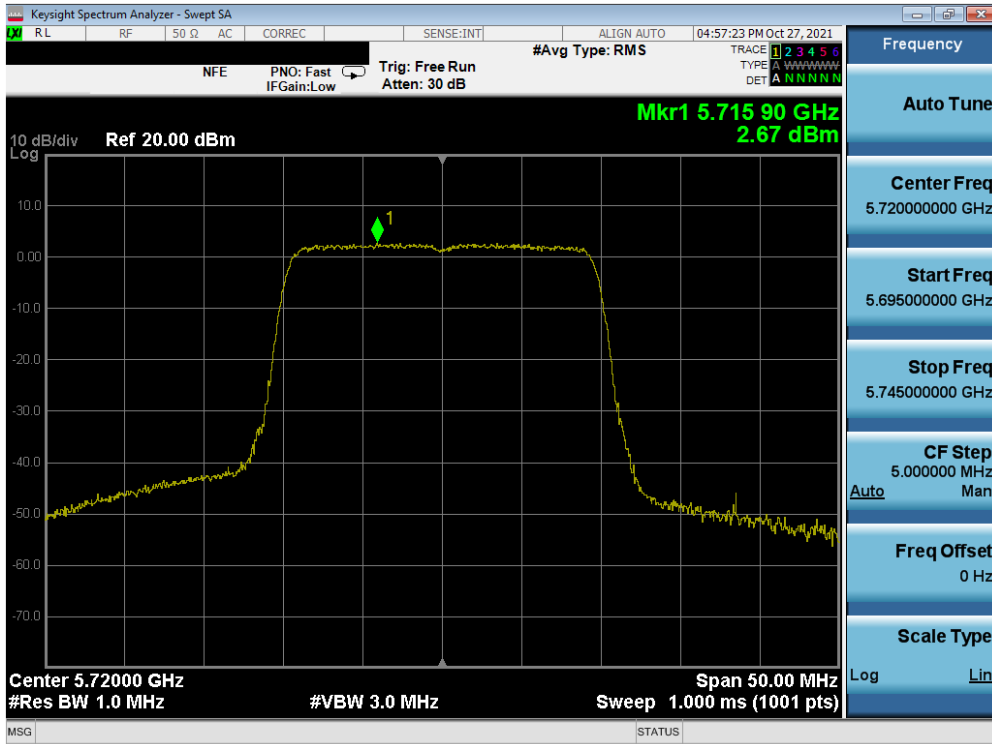 Keysight Spectrum Analyzer - Swept SA
LXI RL RF 50 Ω AC CORREC SENSE:INT ALIGN AUTO 04:57:23 PM Oct 27, 2021
#Avg Type: RMS TRACE 1 2 3 4 5 6
NFE PNO: Fast Trig: Free Run TYPE A WWWWW
IFGain:Low Atten: 30 dB DET A N N N N N
Mkr1 5.715 90 GHz
10 dB/div Ref 20.00 dBm 2.67 dBm
Log
10.0
1
0.00
-10.0
-20.0
-30.0
-40.0
-50.0
-60.0
-70.0
Center 5.72000 GHz Span 50.00 MHz
#Res BW 1.0 MHz #VBW 3.0 MHz Sweep 1.000 ms (1001 pts)
MSG STATUS
Frequency
Auto Tune
Center Freq
5.720000000 GHz
Start Freq
5.695000000 GHz
Stop Freq
5.745000000 GHz
CF Step
5.000000 MHz
Auto Man
Freq Offset
0 Hz
Scale Type
Log Lin